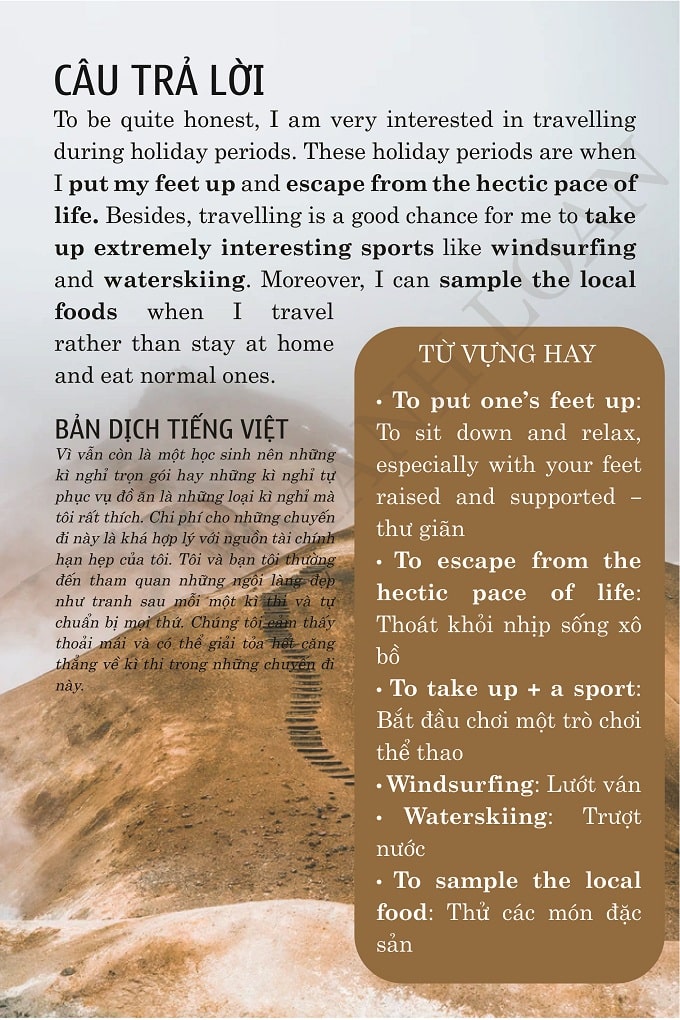 CÂU TRẢ LỜI
To be quite honest, I am very interested in travelling
during holiday periods. These holiday periods are when
I put my feet up and escape from the hectic pace of
life. Besides, travelling is a good chance for me to take
up extremely interesting sports like windsurfing
and waterskiing. Moreover, I can sample the local
foods when I travel
rather than stay at home
and eat normal ones.
BẢN DỊCH TIẾNG VIỆT
Vì vẫn còn là một học sinh nên những
kì nghỉ trọn gói hay những kì nghỉ tự
phục vụ đồ ăn là những loại kì nghỉ mà
tôi rất thích. Chi phí cho những chuyến
đi này là khá hợp lý với nguồn tài chính
hạn hẹp của tôi. Tôi và bạn tôi thường
đến tham quan những ngôi làng đẹp
như tranh sau mỗi một kì thi và tự
chuẩn bị mọi thứ. Chúng tôi cảm thấy
thoải mái và có thể giải tỏa hết căng
thẳng về kì thi trong những chuyến đi
này.
TỪ VỰNG HAY
• To put one’s feet up:
To sit down and relax,
especially with your feet
raised and supported –
thư giãn
• To escape from the
hectic pace of life:
Thoát khỏi nhịp sống xô
bồ
• To take up + a sport:
Bắt đầu chơi một trò chơi
thể thao
• Windsurfing: Lướt ván
• Waterskiing: Trượt
nước
• To sample the local
food: Thử các món đặc
sản